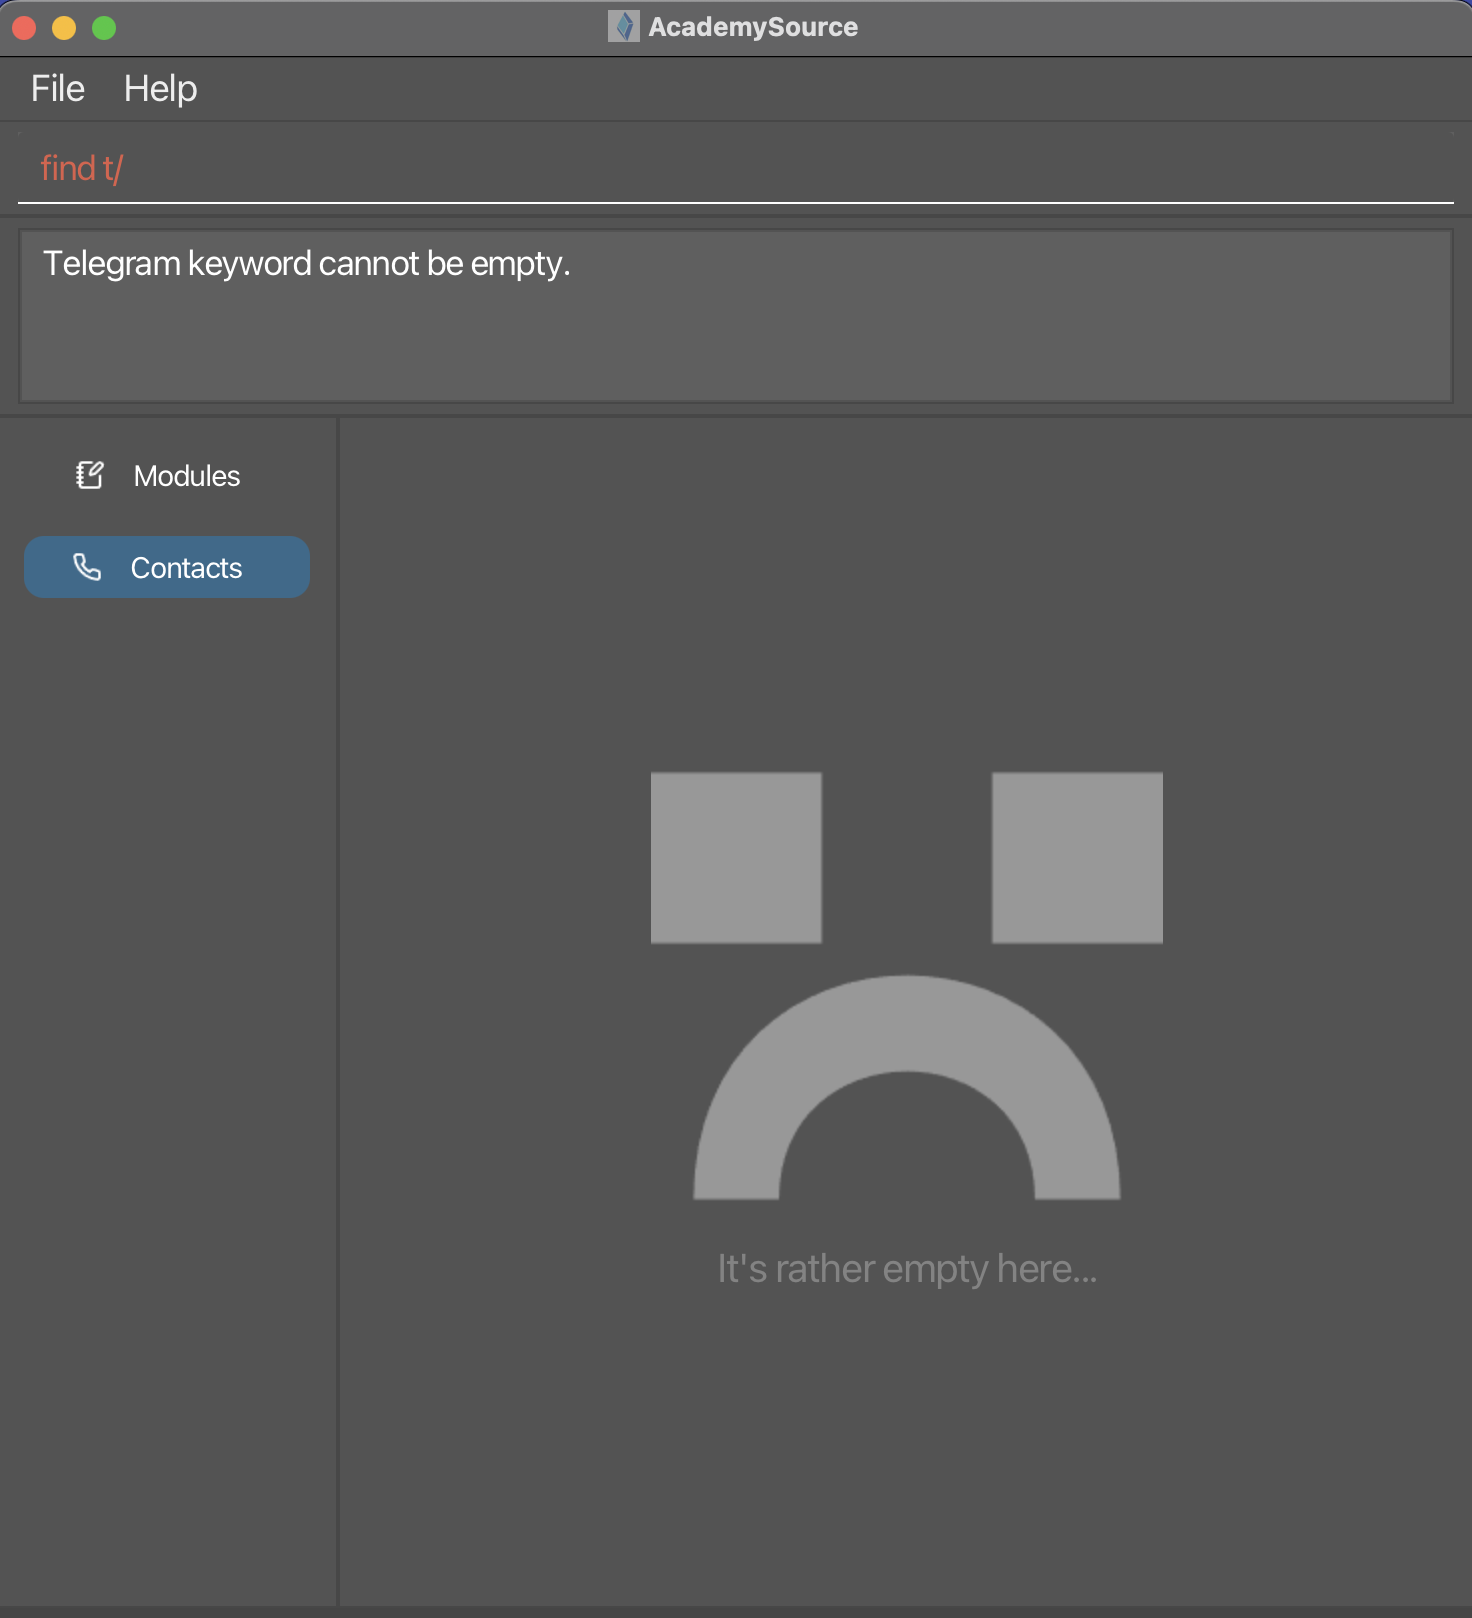 AcademySource
File Help
find t/
Telegram keyword cannot be empty.
Modules
Contacts
It's rather empty here...